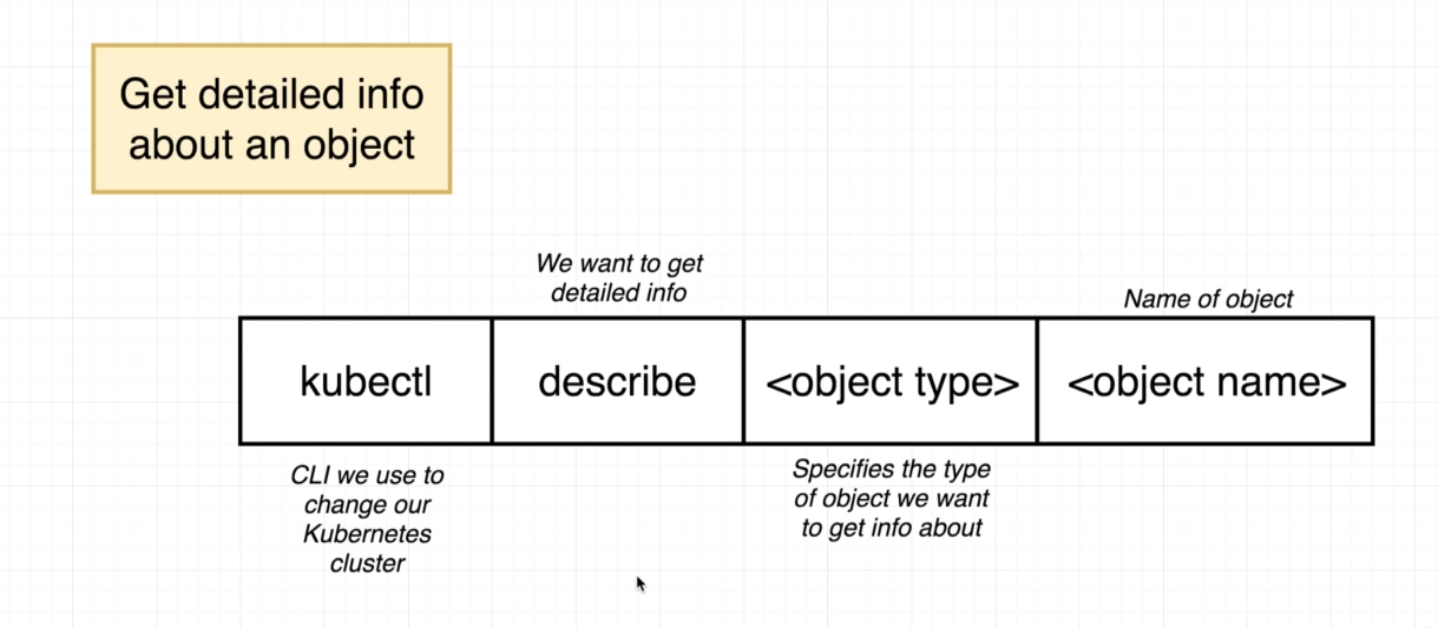 Get detailed info
about an object
We want to get
detailed info
Name of object
kubectl
describe
<object type>
<object name>
CLI we use to
change our
Kubernetes
cluster
Specifies the type
of object we want
to get info about